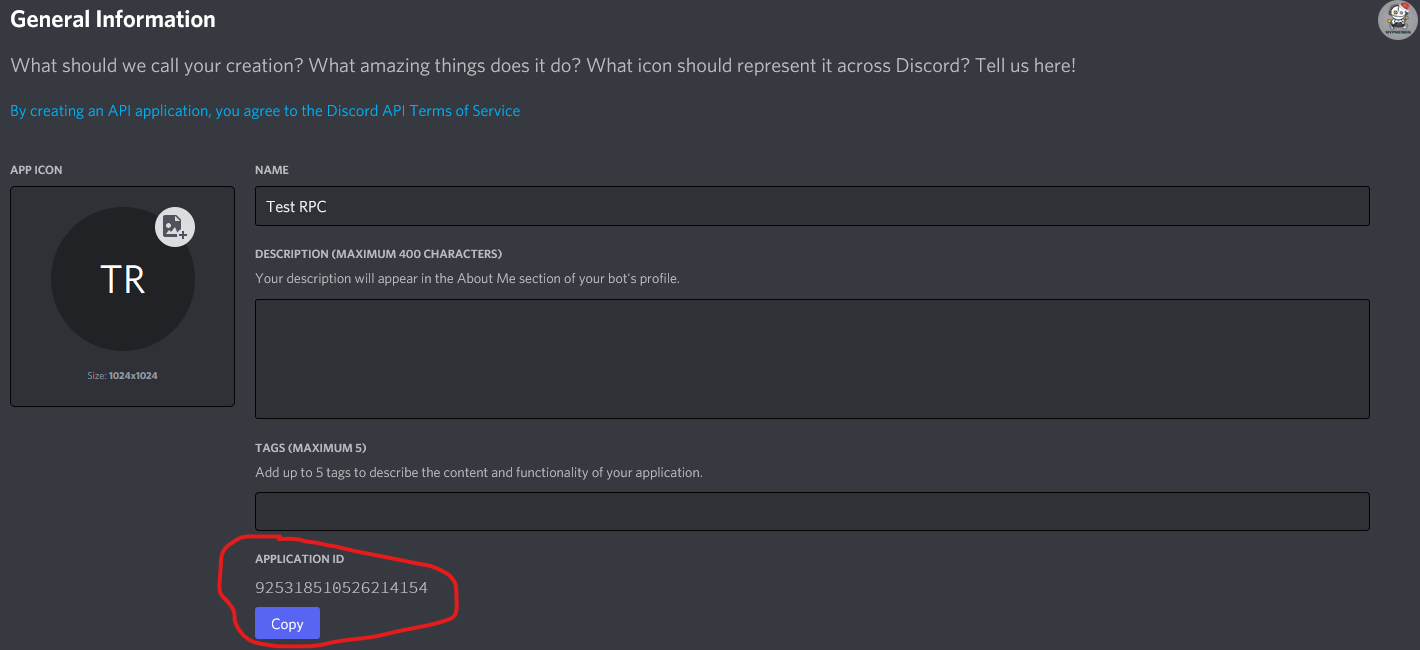 General Information
What should we call your creation? What amazing things does it do? What icon should represent it across Discord? Tell us here!
By creating an API application, you agree to the Discord API Terms of Service
APP ICON
TR
Size: 1024x1024
NAME
Test RPC
DESCRIPTION (MAXIMUM 400 CHARACTERS)
Your description will appear in the About Me section of your bot's profile.
TAGS (MAXIMUM 5)
Add up to 5 tags to describe the content and functionality of your application.
APPLICATION ID
925318510526214154
Copy